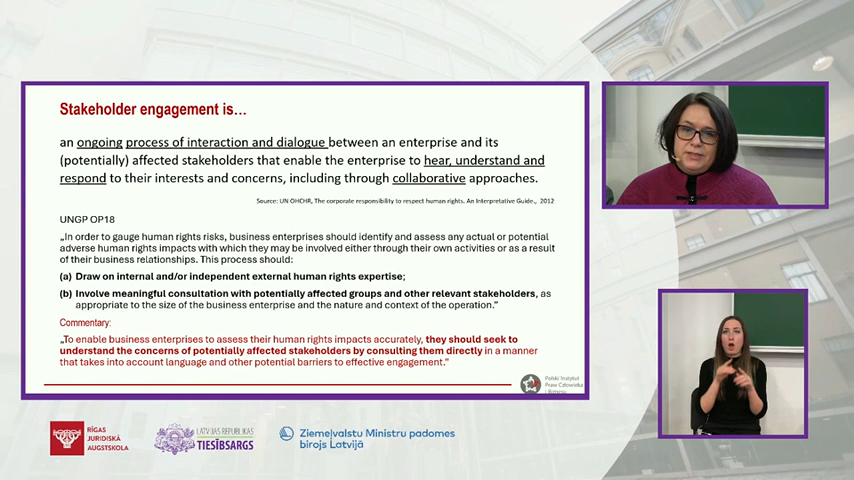 Stakeholder engagement is…
an ongoing process of interaction and dialogue between an enterprise and its
(potentially) affected stakeholders that enable the enterprise to hear, understand and
respond to their interests and concerns, including through collaborative approaches.
Source: UN OHCHR, The corporate responsibility to respect human rights. An Interpretative Guide., 2012
UNGP OP18
„In order to gauge human rights risks, business enterprises should identify and assess any actual or potential
adverse human rights impacts with which they may be involved either through their own activities or as a result
of their business relationships. This process should:
(a) Draw on internal and/or independent external human rights expertise;
(b) Involve meaningful consultation with potentially affected groups and other relevant stakeholders, as
appropriate to the size of the business enterprise and the nature and context of the operation.”
Commentary:
„To enable business enterprises to assess their human rights impacts accurately, they should seek to
understand the concerns of potentially affected stakeholders by consulting them directly in a manner
that takes into account language and other potential barriers to effective engagement.”
Polski Instytut
Praw Człowieka
i Biznesu
RĪGAS
JURIDISKĀ
AUGSTSKOLA
LATVIJAS REPUBLIKAS
TIESĪBSARGS
Ziemeļvalstu Ministru padomes
birojs Latvijā